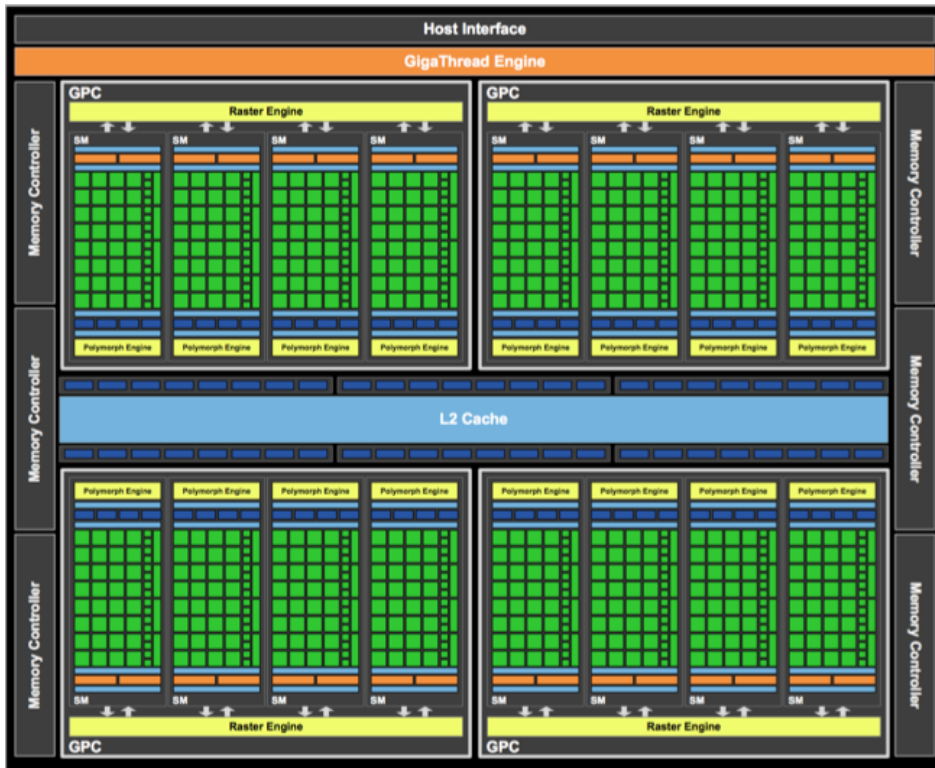 Host Interface
GigaThread Engine
GPC
GPC
Raster Engine
Raster Engine
SM
SM
SM
SM
SM
SM
SM
SM
Memory Controller
Memory Controller
Polymorph Engine
Polymorph Engine
Polymorph Engine
Polymorph Engine
Polymorph Engine
Polymorph Engine
Polymorph Engine
Polymorph Engine
Memory Controller
L2 Cache
Memory Controller
Polymorph Engine
Polymorph Engine
Polymorph Engine
Polymorph Engine
Polymorph Engine
Polymorph Engine
Polymorph Engine
Polymorph Engine
Memory Controller
Memory Controller
SM
SM
SM
SM
SM
SM
SM
SM
Raster Engine
Raster Engine
GPC
GPC